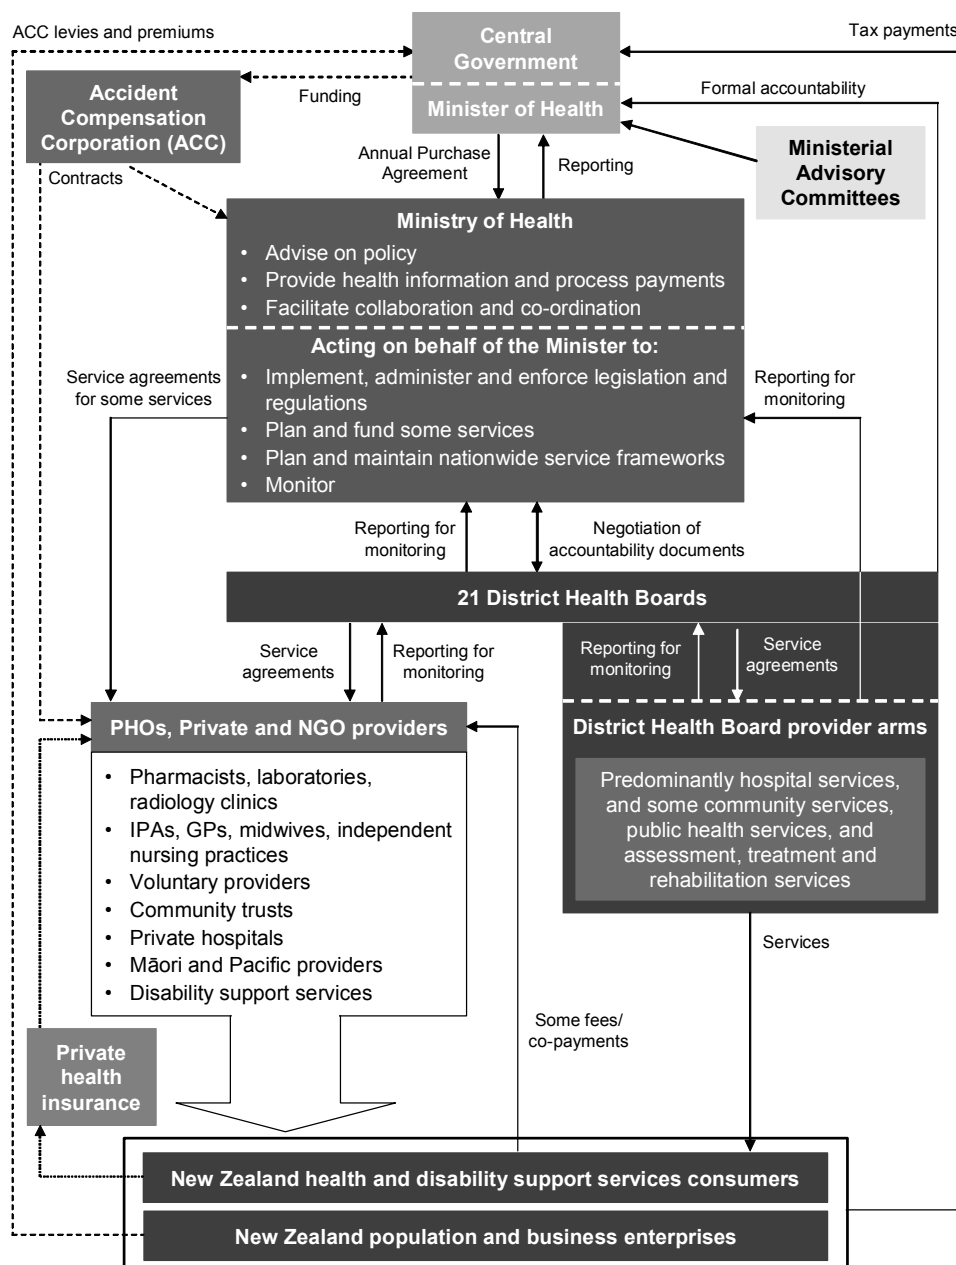 ACC levies and premiums
Central
Government
Tax payments
Accident
Compensation
Corporation (ACC)
Funding
Minister of Health
Formal accountability
Contracts
Annual Purchase
Agreement
Reporting
Ministerial
Advisory
Committees
Ministry of Health
• Advise on policy
• Provide health information and process payments
• Facilitate collaboration and co-ordination
Acting on behalf of the Minister to:
• Implement, administer and enforce legislation and
regulations
• Plan and fund some services
• Plan and maintain nationwide service frameworks
• Monitor
Service agreements
for some services
Reporting for
monitoring
Reporting for
monitoring
Negotiation of
accountability documents
21 District Health Boards
Service
agreements
Reporting for
monitoring
Reporting for
monitoring
Service
agreements
PHOs, Private and NGO providers
• Pharmacists, laboratories,
radiology clinics
• IPAs, GPs, midwives, independent
nursing practices
• Voluntary providers
• Community trusts
• Private hospitals
• Māori and Pacific providers
• Disability support services
District Health Board provider arms
Predominantly hospital services,
and some community services,
public health services, and
assessment, treatment and
rehabilitation services
Services
Some fees/
co-payments
Private
health
insurance
New Zealand health and disability support services consumers
New Zealand population and business enterprises